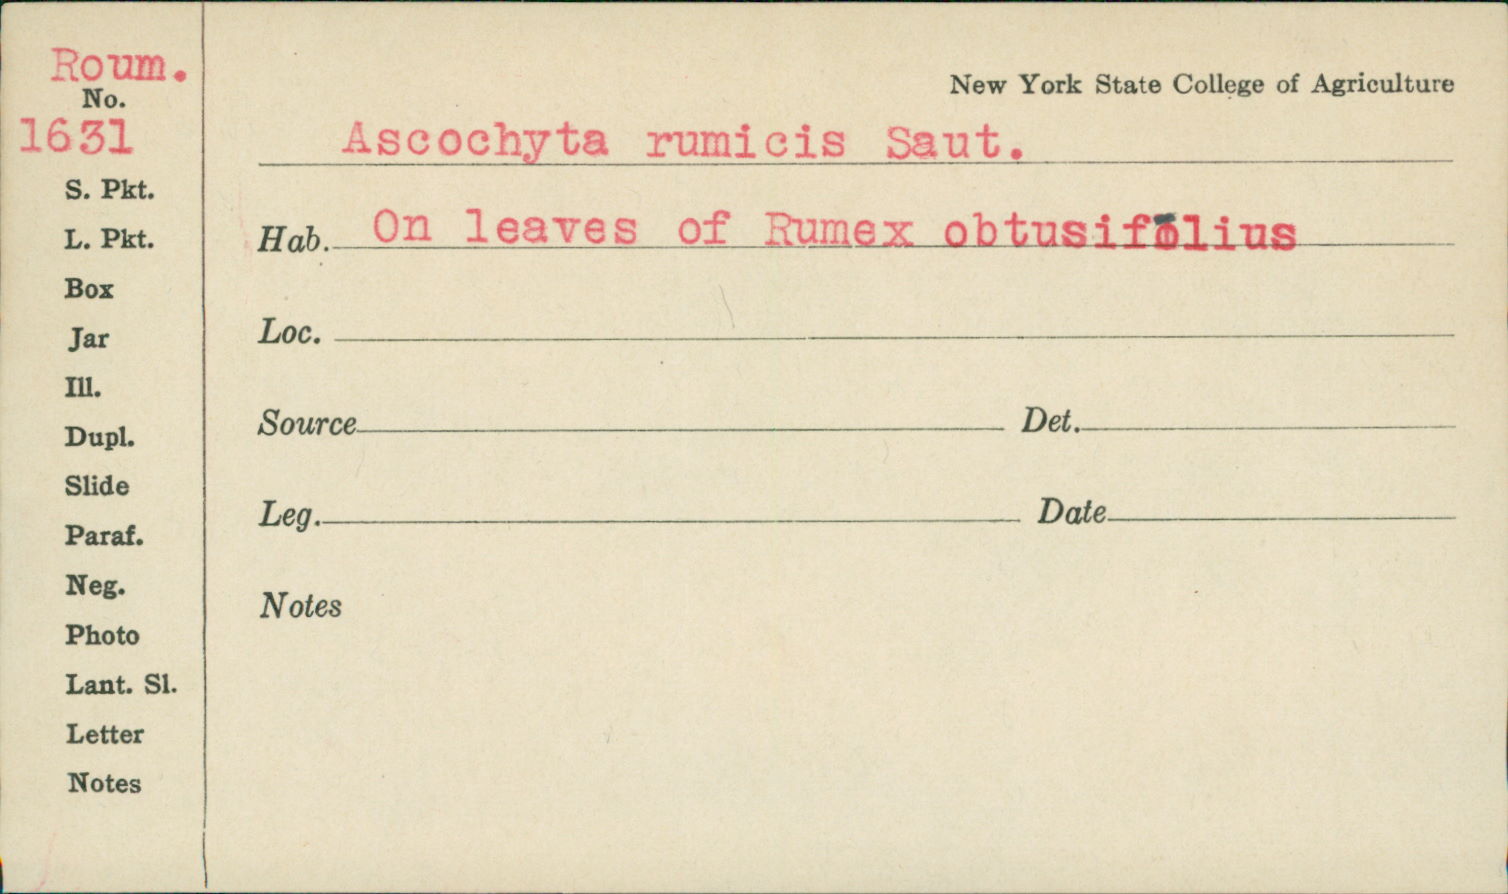 Roum.
No.
1631
S. Pkt.
L. Pkt.
Box
Jar
Ill.
Dupl.
Slide
Paraf.
Neg.
Photo
Lant. Sl.
Letter
Notes
New York State College of Agriculture
Ascochyta rumicis Saut.
Hab. On leaves of Rumex obtusifolius
Loc.
Source Det.
Leg. Date
Notes